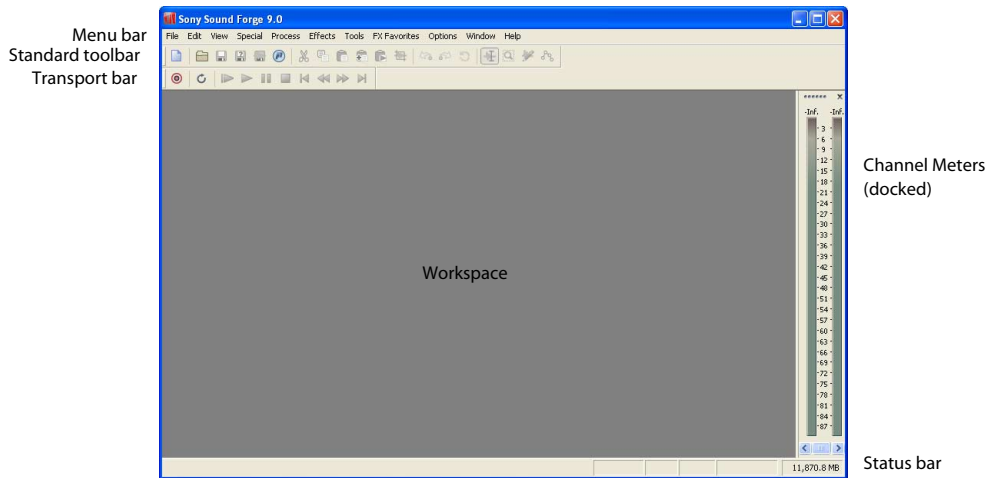 Sony Sound Forge 9.0
Menu bar
File Edit View Special Process Effects Tools FX Favorites Options Window Help
Standard toolbar
Transport bar
-Inf. -Inf.
3
6
9
12
15
18
21
24
27
30
33
36
39
42
45
48
51
54
57
60
63
66
69
72
75
78
81
84
87
Channel Meters
(docked)
Workspace
11,870.8 MB
Status bar